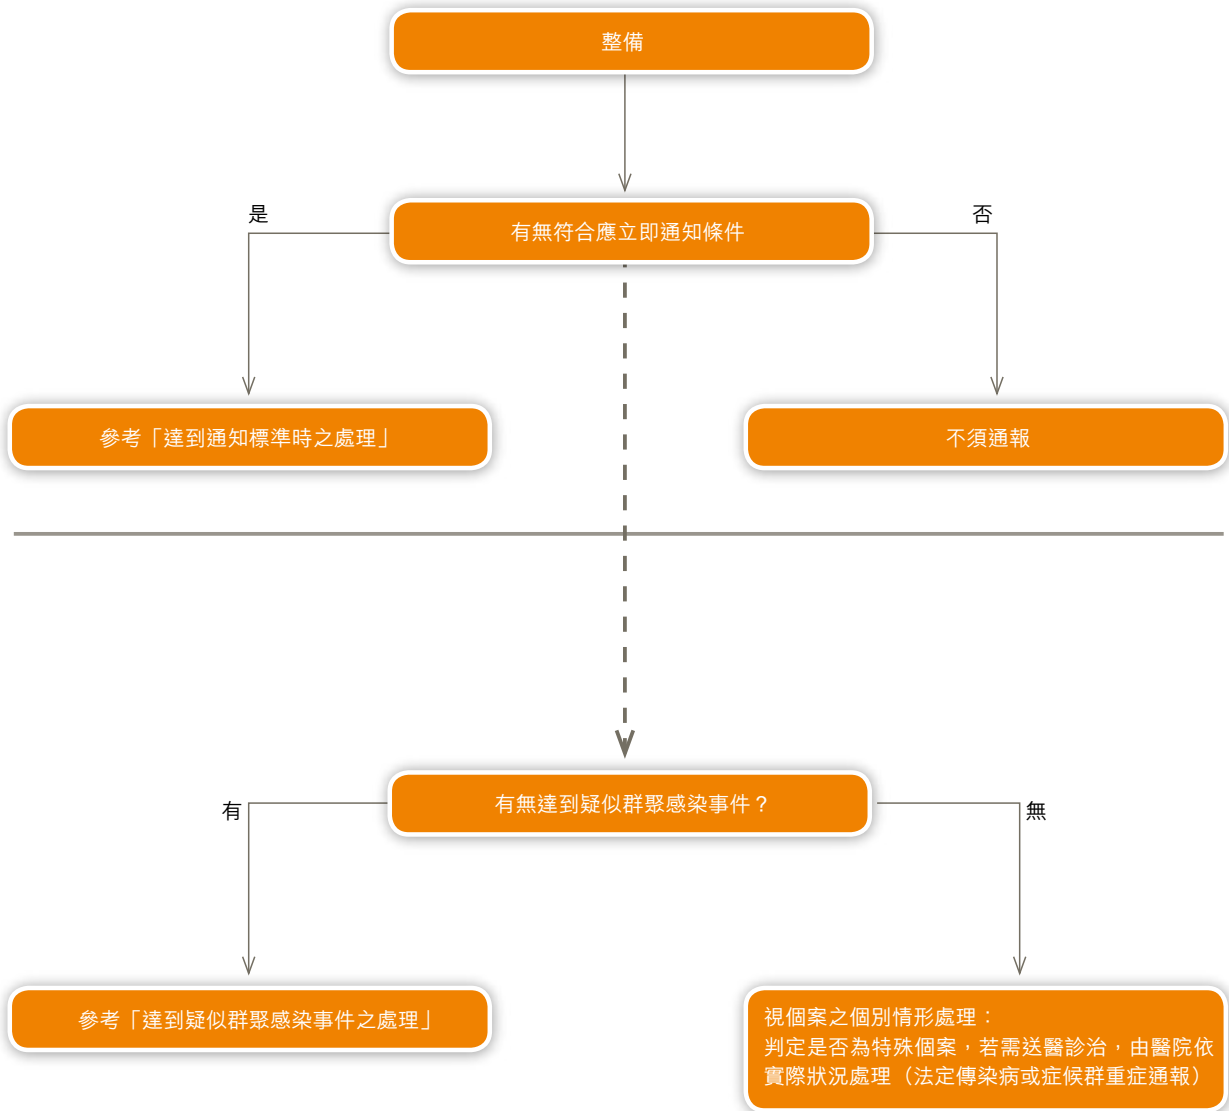 整備
是
否
有無符合應立即通知條件
參考「達到通知標準時之處理」
不須通報
有無達到疑似群聚感染事件？
有
無
參考「達到疑似群聚感染事件之處理」
視個案之個別情形處理：
判定是否為特殊個案，若需送醫診治，由醫院依
實際狀況處理（法定傳染病或症候群重症通報）